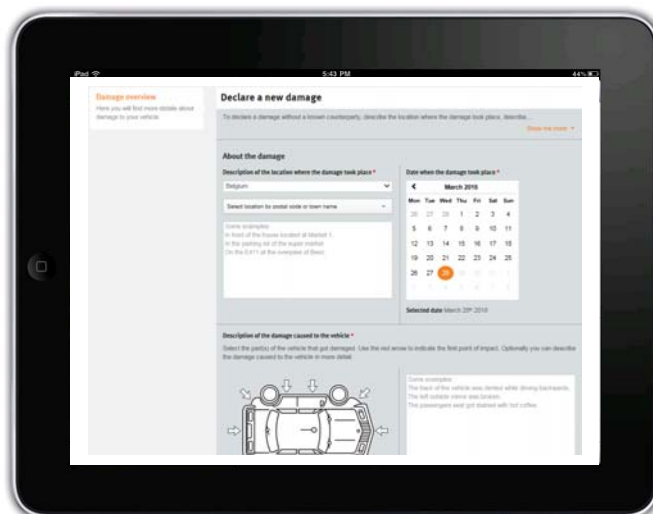 iPad
5:43 PM
44%
Damage overview
Here you will find more details about
damage to your vehicle.
Declare a new damage
To declare a damage without a known counterparty, describe the location where the damage took place, describe...
Show me more
About the damage
Description of the location where the damage took place *
Belgium
Select location by postal code or town name
Some examples:
In front of the house located at Market 1.
In the parking lot of the super market.
On the E411 at the overpass of
Date when the damage took place *
March 2018
Mon Tue Wed Thu Fri Sat Sun
26 27 28 1 2 3 4
5 6 7 8 9 10 11
12 13 14 15 16 17 18
19 20 21 22 23 24 25
26 27 28
Selected date March 28th 2018
Description of the damage caused to the vehicle *
Select the part(s) of the vehicle that got damaged. Use the red arrow to indicate the first point of impact. Optionally you can describe
the damage caused to the vehicle in more detail.
Some examples:
The back of the vehicle was dented while driving backwards.
The left outside mirror was broken.
The passengers seat got stained with hot coffee.